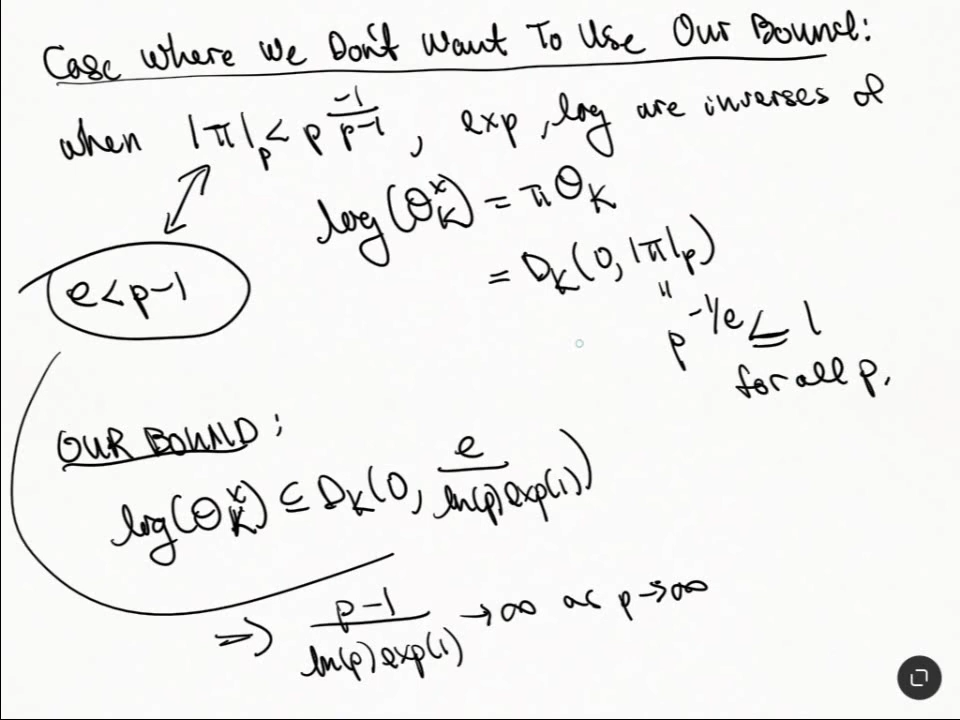 Case Where We Don't Want To Use Our Bound:
when |π|_p < p^{-1/(p-1)}, exp, log are inverses of
log(O_K^x) = πO_K
e < p-1
= D_K(0, |π|_p)
"
p^{-1/e} ≤ 1
for all p.
OUR BOUND:
log(O_K^x) ⊆ D_K(0, e/(ln(p)exp(1)))
=> (p-1)/(ln(p)exp(1)) → ∞ as p → ∞